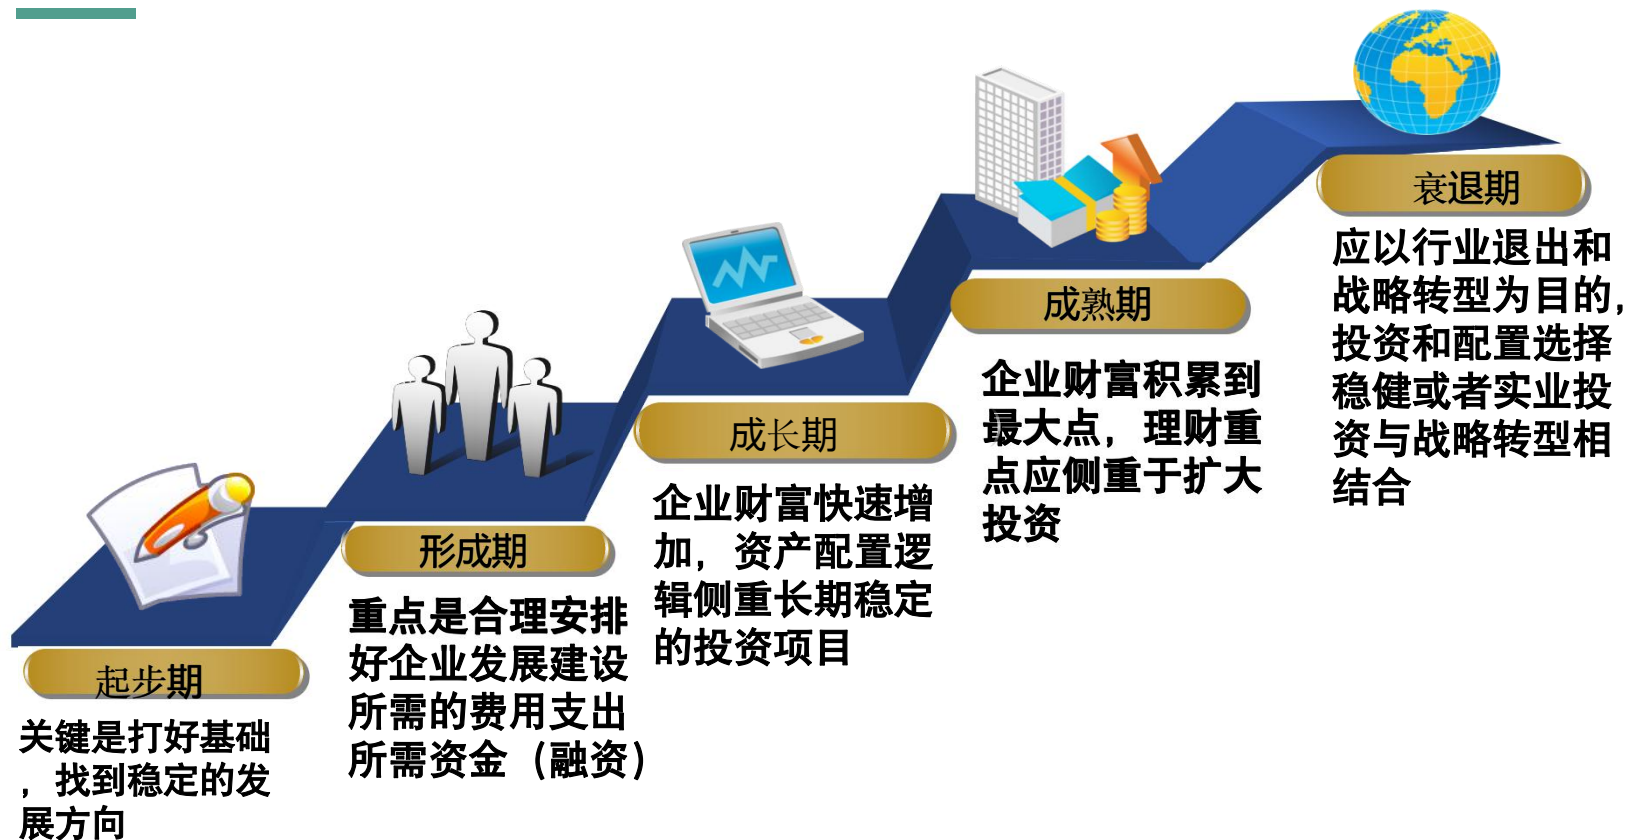 起步期
关键是打好基础
，找到稳定的发
展方向
形成期
重点是合理安排
好企业发展建设
所需的费用支出
所需资金（融资）
成长期
企业财富快速增
加，资产配置逻
辑侧重长期稳定
的投资项目
成熟期
企业财富积累到
最大点，理财重
点应侧重于扩大
投资
衰退期
应以行业退出和
战略转型为目的，
投资和配置选择
稳健或者实业投
资与战略转型相
结合